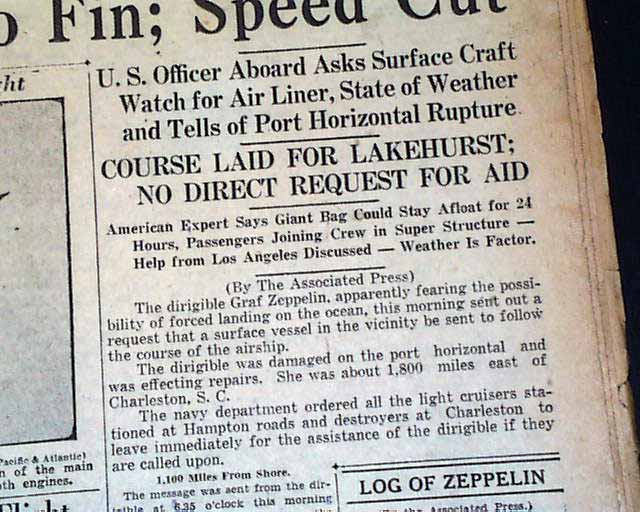 o Fin; Speed Cut
U. S. Officer Aboard Asks Surface Craft
Watch for Air Liner, State of Weather
and Tells of Port Horizontal Rupture
COURSE LAID FOR LAKEHURST;
NO DIRECT REQUEST FOR AID
American Expert Says Giant Bag Could Stay Afloat for 24
Hours, Passengers Joining Crew in Super Structure —
Help from Los Angeles Discussed — Weather Is Factor.
(By The Associated Press)
The dirigible Graf Zeppelin, apparently fearing the possi-
bility of forced landing on the ocean, this morning sent out a
request that a surface vessel in the vicinity be sent to follow
the course of the airship.
The dirigible was damaged on the port horizontal and
was effecting repairs. She was about 1,800 miles east of
Charleston, S. C.
The navy department ordered all the light cruisers sta-
tioned at Hampton roads and destroyers at Charleston to
leave immediately for the assistance of the dirigible if they
are called upon.
1,100 Miles From Shore.
The message was sent from the dir-
igible at 6.35 o'clock this morning
LOG OF ZEPPELIN
(By the Associated Press.)
ht
Pacific & Atlantic)
n of the main
oth engines.
Flight